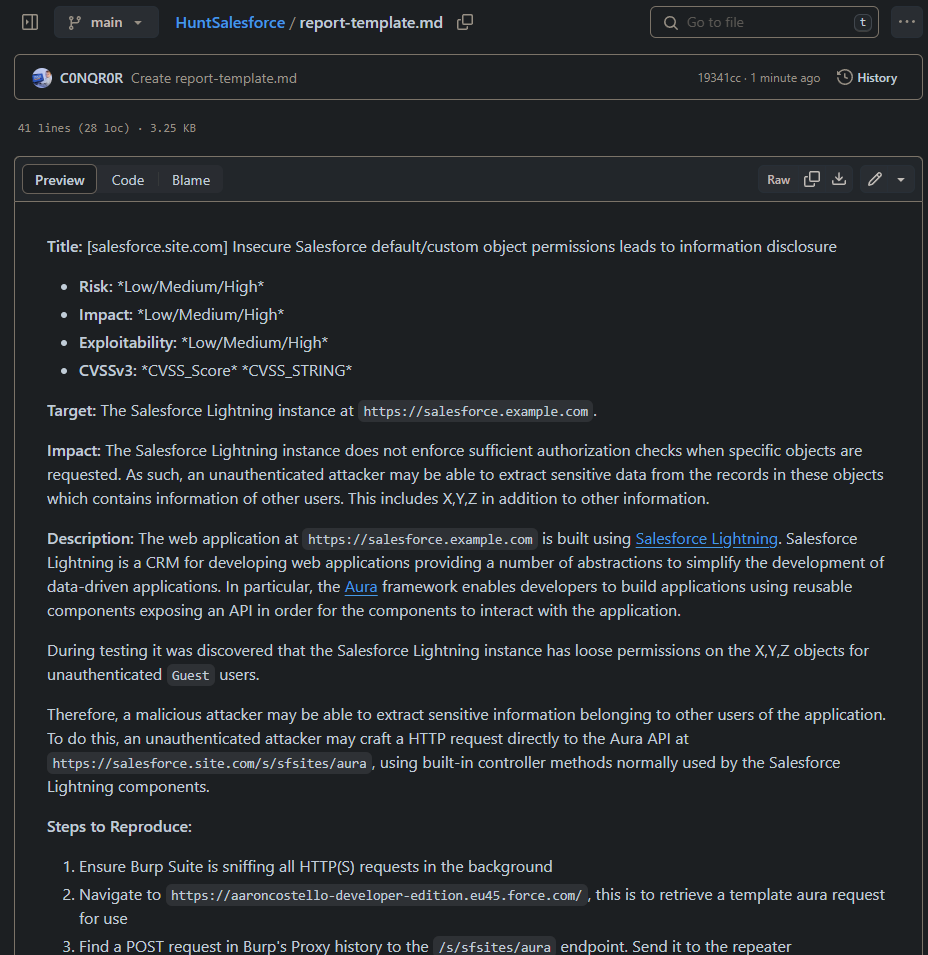 main
HuntSalesforce / report-template.md
Go to file
t
C0NQR0R Create report-template.md
19341cc · 1 minute ago
History
41 lines (28 loc) · 3.25 KB
Preview
Code
Blame
Raw
Title: [salesforce.site.com] Insecure Salesforce default/custom object permissions leads to information disclosure
• Risk: *Low/Medium/High*
• Impact: *Low/Medium/High*
• Exploitability: *Low/Medium/High*
• CVSSv3: *CVSS_Score* *CVSS_STRING*
Target: The Salesforce Lightning instance at https://salesforce.example.com.
Impact: The Salesforce Lightning instance does not enforce sufficient authorization checks when specific objects are
requested. As such, an unauthenticated attacker may be able to extract sensitive data from the records in these objects
which contains information of other users. This includes X,Y,Z in addition to other information.
Description: The web application at https://salesforce.example.com is built using Salesforce Lightning. Salesforce
Lightning is a CRM for developing web applications providing a number of abstractions to simplify the development of
data-driven applications. In particular, the Aura framework enables developers to build applications using reusable
components exposing an API in order for the components to interact with the application.
During testing it was discovered that the Salesforce Lightning instance has loose permissions on the X,Y,Z objects for
unauthenticated Guest users.
Therefore, a malicious attacker may be able to extract sensitive information belonging to other users of the application.
To do this, an unauthenticated attacker may craft a HTTP request directly to the Aura API at
https://salesforce.site.com/s/sfsites/aura, using built-in controller methods normally used by the Salesforce
Lightning components.
Steps to Reproduce:
1. Ensure Burp Suite is sniffing all HTTP(S) requests in the background
2. Navigate to https://aaroncostello-developer-edition.eu45.force.com/, this is to retrieve a template aura request
for use
3. Find a POST request in Burp's Proxy history to the /s/sfsites/aura endpoint. Send it to the repeater